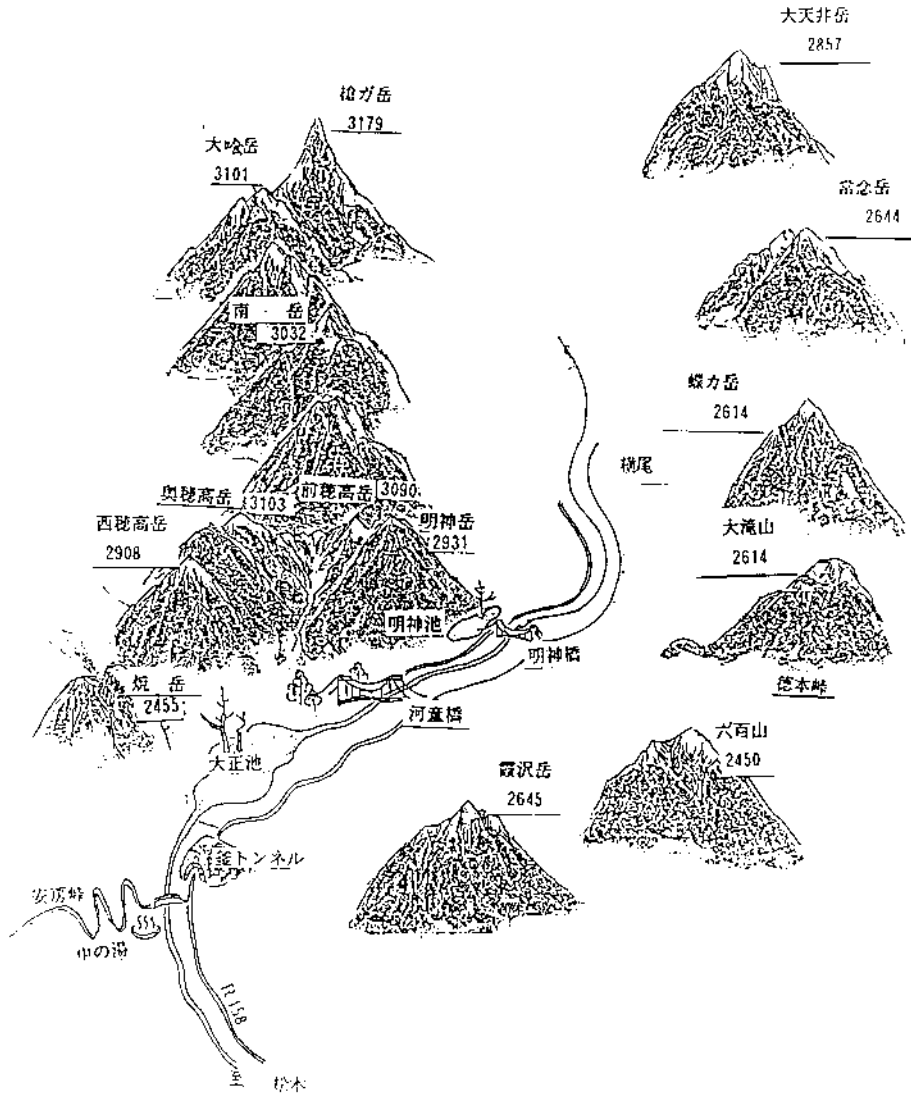 大天井岳
2857
槍ガ岳
3179
大喰岳
3101
常念岳
2644
南岳
3032
蝶ガ岳
2614
横尾
奥穂高岳 3103
前穂高岳 3090
西穂高岳
2908
明神岳
2931
大滝山
2614
明神池
明神橋
徳本峠
焼岳
2455
河童橋
大正池
六百山
2450
霞沢岳
2645
釜トンネル
安房峠
中の湯
R158
至 松本